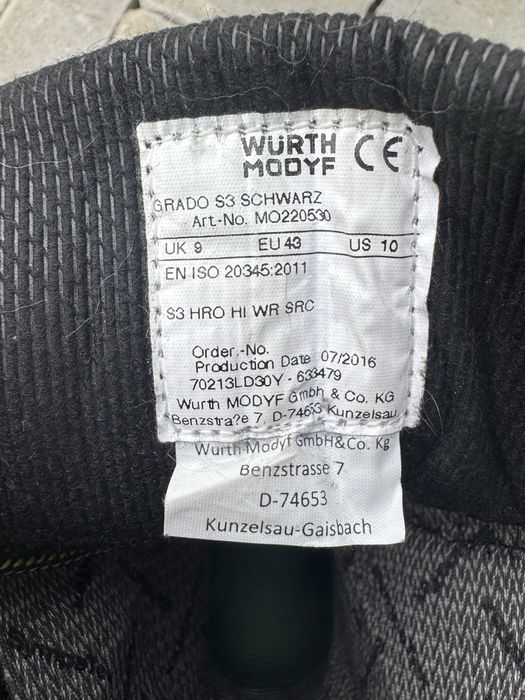 WÜRTH
MODYF CE
GRADO S3 SCHWARZ
Art.-No. MO220530
UK 9 EU 43 US 10
EN ISO 20345:2011
S3 HRO HI WR SRC
Order.-No.
Production Date 07/2016
70213LD30Y - 633479
Wurth MODYF Gmbh & Co. KG
Benzstra?e 7, D-74653 Kunzelsau
Wurth Modyf GmbH&Co. Kg
Benzstrasse 7
D-74653
Kunzelsau-Gaisbach